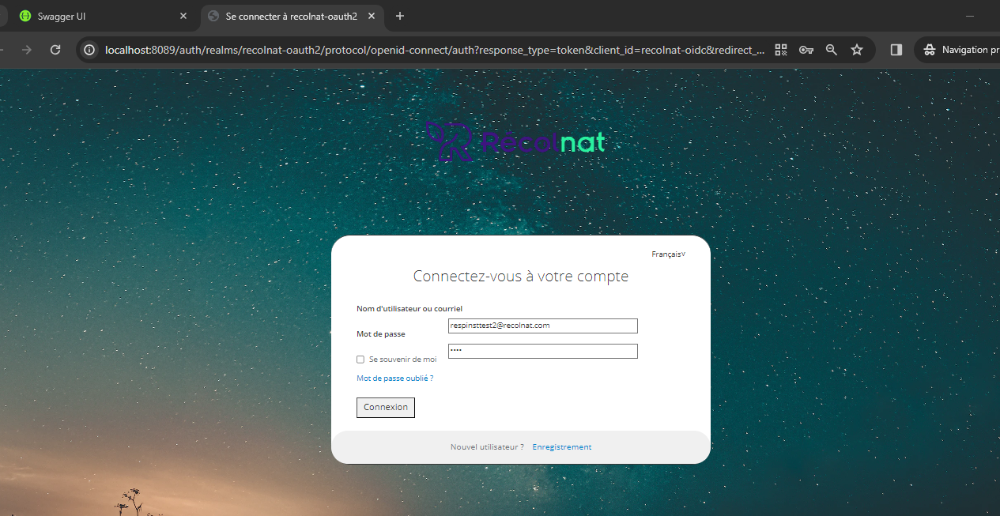 Swagger UI
Se connecter à recolnat-oauth2
localhost:8089/auth/realms/recolnat-oauth2/protocol/openid-connect/auth?response_type=token&client_id=recolnat-oidc&redirect_...
Navigation pr
Récolnat
Français
Connectez-vous à votre compte
Nom d'utilisateur ou courriel
respinsttest2@recolnat.com
Mot de passe
••••
Se souvenir de moi
Mot de passe oublié ?
Connexion
Nouvel utilisateur ? Enregistrement